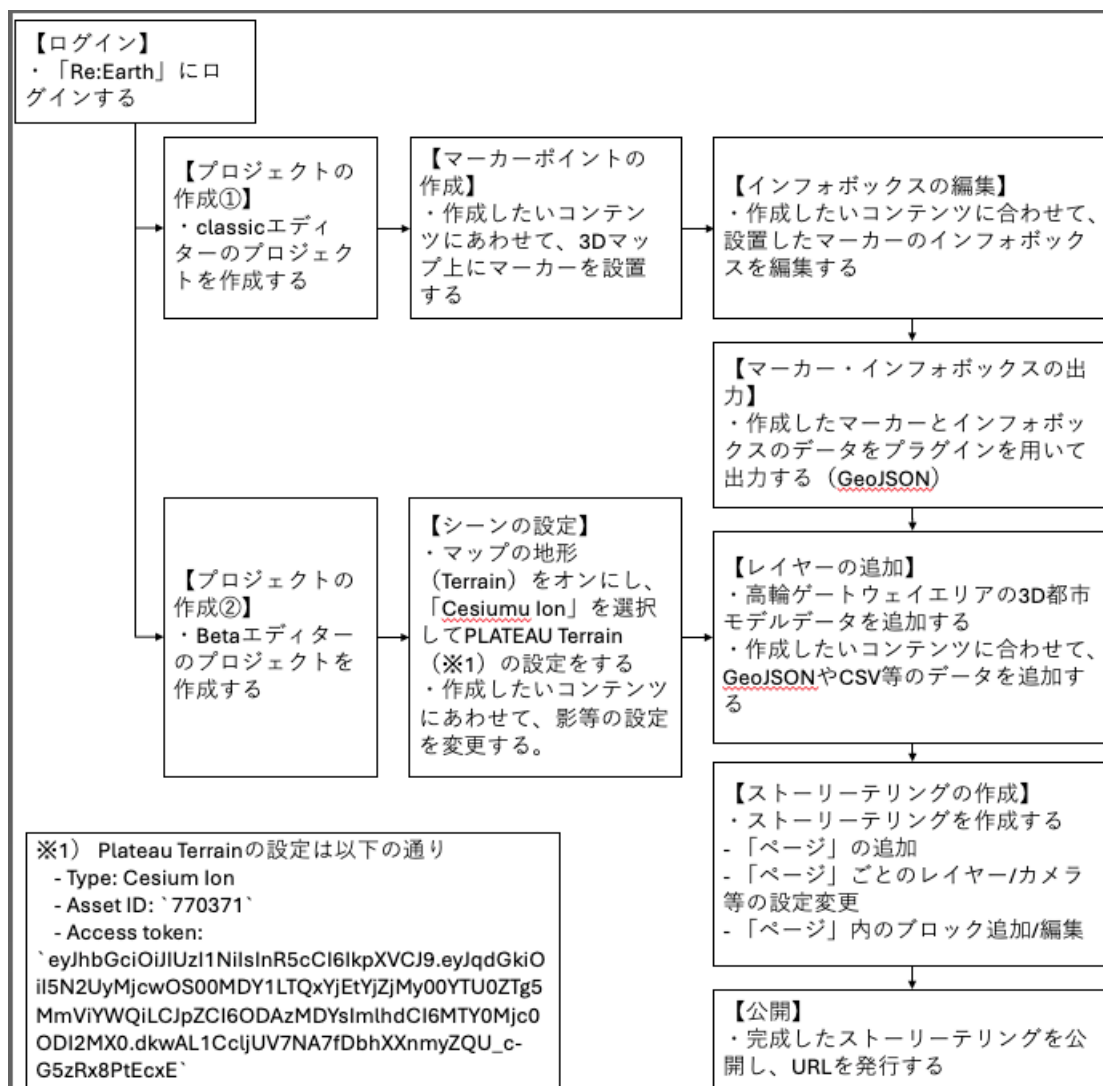 【ログイン】
・「Re:Earth」にロ
グインする
【プロジェクトの
作成①】
・classicエディ
ターのプロジェク
トを作成する
【マーカーポイントの
作成】
・作成したいコンテン
ツにあわせて、3Dマッ
プ上にマーカーを設置
する
【インフォボックスの編集】
・作成したいコンテンツに合わせて、
設置したマーカーのインフォボック
スを編集する
【マーカー・インフォボックスの出
力】
・作成したマーカーとインフォボッ
クスのデータをプラグインを用いて
出力する（GeoJSON）
【プロジェクトの
作成②】
・Betaエディター
のプロジェクトを
作成する
【シーンの設定】
・マップの地形
（Terrain）をオンにし、
「Cesiumu Ion」を選択
してPLATEAU Terrain
（※1）の設定をする
・作成したいコンテンツ
にあわせて、影等の設定
を変更する。
【レイヤーの追加】
・高輪ゲートウェイエリアの3D都市
モデルデータを追加する
・作成したいコンテンツに合わせて、
GeoJSONやCSV等のデータを追加す
る
【ストーリーテリングの作成】
・ストーリーテリングを作成する
- 「ページ」の追加
- 「ページ」ごとのレイヤー/カメラ
等の設定変更
- 「ページ」内のブロック追加/編集
【公開】
・完成したストーリーテリングを公
開し、URLを発行する
※1） Plateau Terrainの設定は以下の通り
- Type: Cesium Ion
- Asset ID: `770371`
- Access token:
`eyJhbGciOiJIUzI1NiIsInR5cCI6IkpXVCJ9.eyJqdGkiO
iI5N2UyMjcwOS00MDY1LTQxYjEtYjZjMy00YTU0ZTg5
MmViYWQiLCJpZCI6ODAzMDYsImlhdCI6MTY0Mjc0
ODI2MX0.dkwAL1CcljUV7NA7fDbhXXnmyZQU_c-
G5zRx8PtEcxE`